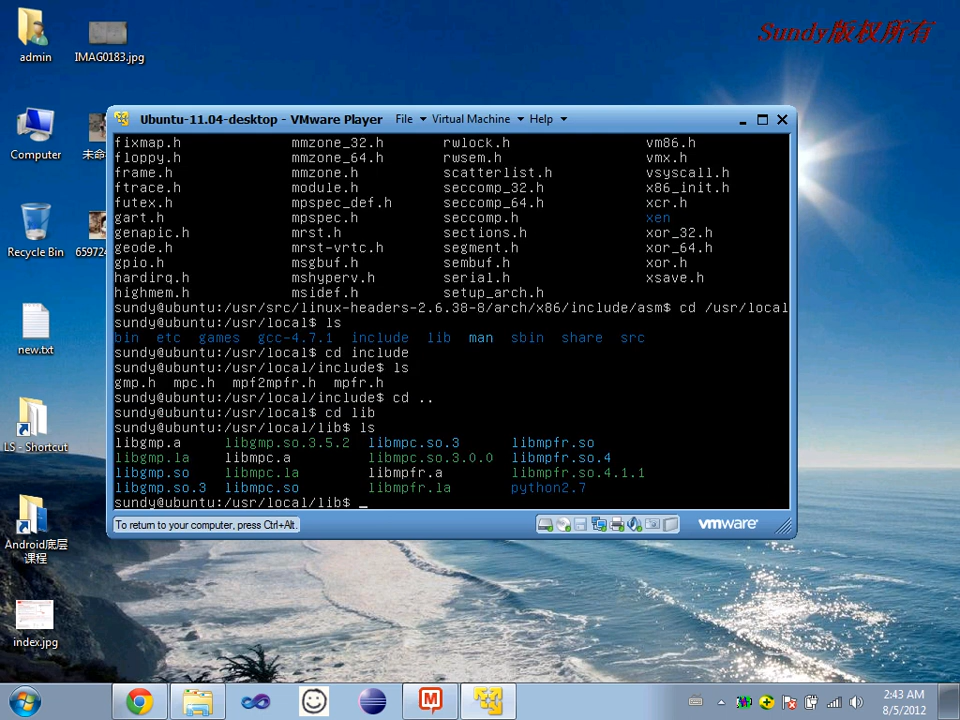 Sundy版权所有
admin
IMAG0183.jpg
Computer
未命
Recycle Bin
65972
new.txt
LS - Shortcut
Android底层
课程
index.jpg
Ubuntu-11.04-desktop - VMware Player File Virtual Machine Help
fixmap.h mmzone_32.h rwlock.h vm86.h
floppy.h mmzone_64.h rwsem.h vmx.h
frame.h mmzone.h scatterlist.h vsyscall.h
ftrace.h module.h seccomp_32.h x86_init.h
futex.h mpspec_def.h seccomp_64.h xcr.h
gart.h mpspec.h seccomp.h xen
genapic.h mrst.h sections.h xor_32.h
geode.h mrst-vrtc.h segment.h xor_64.h
gpio.h msgbuf.h sembuf.h xor.h
hardirq.h mshyperv.h serial.h xsave.h
highmem.h msidef.h setup_arch.h
sundy@ubuntu:/usr/src/linux-headers-2.6.38-8/arch/x86/include/asm$ cd /usr/local
sundy@ubuntu:/usr/local$ ls
bin etc games gcc-4.7.1 include lib man sbin share src
sundy@ubuntu:/usr/local$ cd include
sundy@ubuntu:/usr/local/include$ ls
gmp.h mpc.h mpf2mpfr.h mpfr.h
sundy@ubuntu:/usr/local/include$ cd ..
sundy@ubuntu:/usr/local$ cd lib
sundy@ubuntu:/usr/local/lib$ ls
libgmp.a libgmp.so.3.5.2 libmpc.so.3 libmpfr.so
libgmp.la libmpc.a libmpc.so.3.0.0 libmpfr.so.4
libgmp.so libmpc.la libmpfr.a libmpfr.so.4.1.1
libgmp.so.3 libmpc.so libmpfr.la python2.7
sundy@ubuntu:/usr/local/lib$ _
To return to your computer, press Ctrl+Alt.
vmware
2:43 AM
8/5/2012